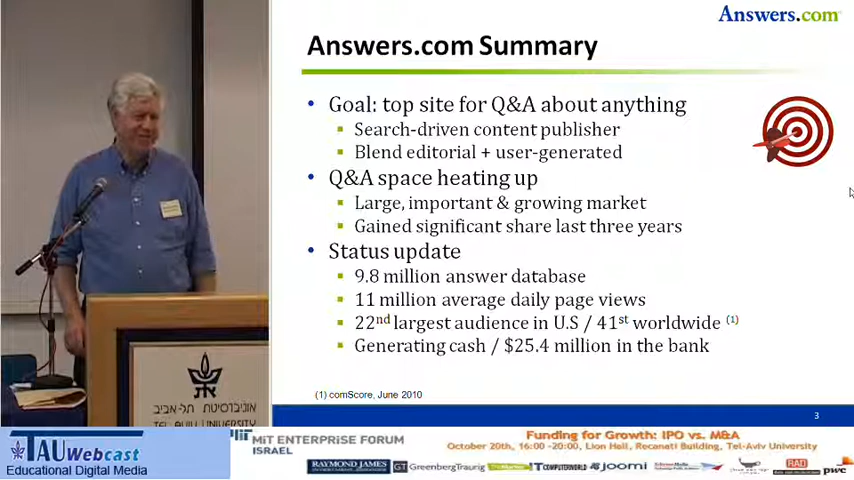 Answers.com
Answers.com Summary
• Goal: top site for Q&A about anything
▪ Search-driven content publisher
▪ Blend editorial + user-generated
• Q&A space heating up
▪ Large, important & growing market
▪ Gained significant share last three years
• Status update
▪ 9.8 million answer database
▪ 11 million average daily page views
▪ 22nd largest audience in U.S / 41st worldwide (1)
▪ Generating cash / $25.4 million in the bank
(1) comScore, June 2010
3
אוניברסיטת תל-אביב
TEL AVIV UNIVERSITY
TAU Webcast
Educational Digital Media
MIT ENTERPRISE FORUM
ISRAEL
Funding for Growth: IPO vs. M&A
October 20th, 16:00 -20:00, Lion Hall, Recanati Building, Tel-Aviv University
RAYMOND JAMES
GT GreenbergTraurig
COMPUTERWORLD
Joomi
RAD
pwc